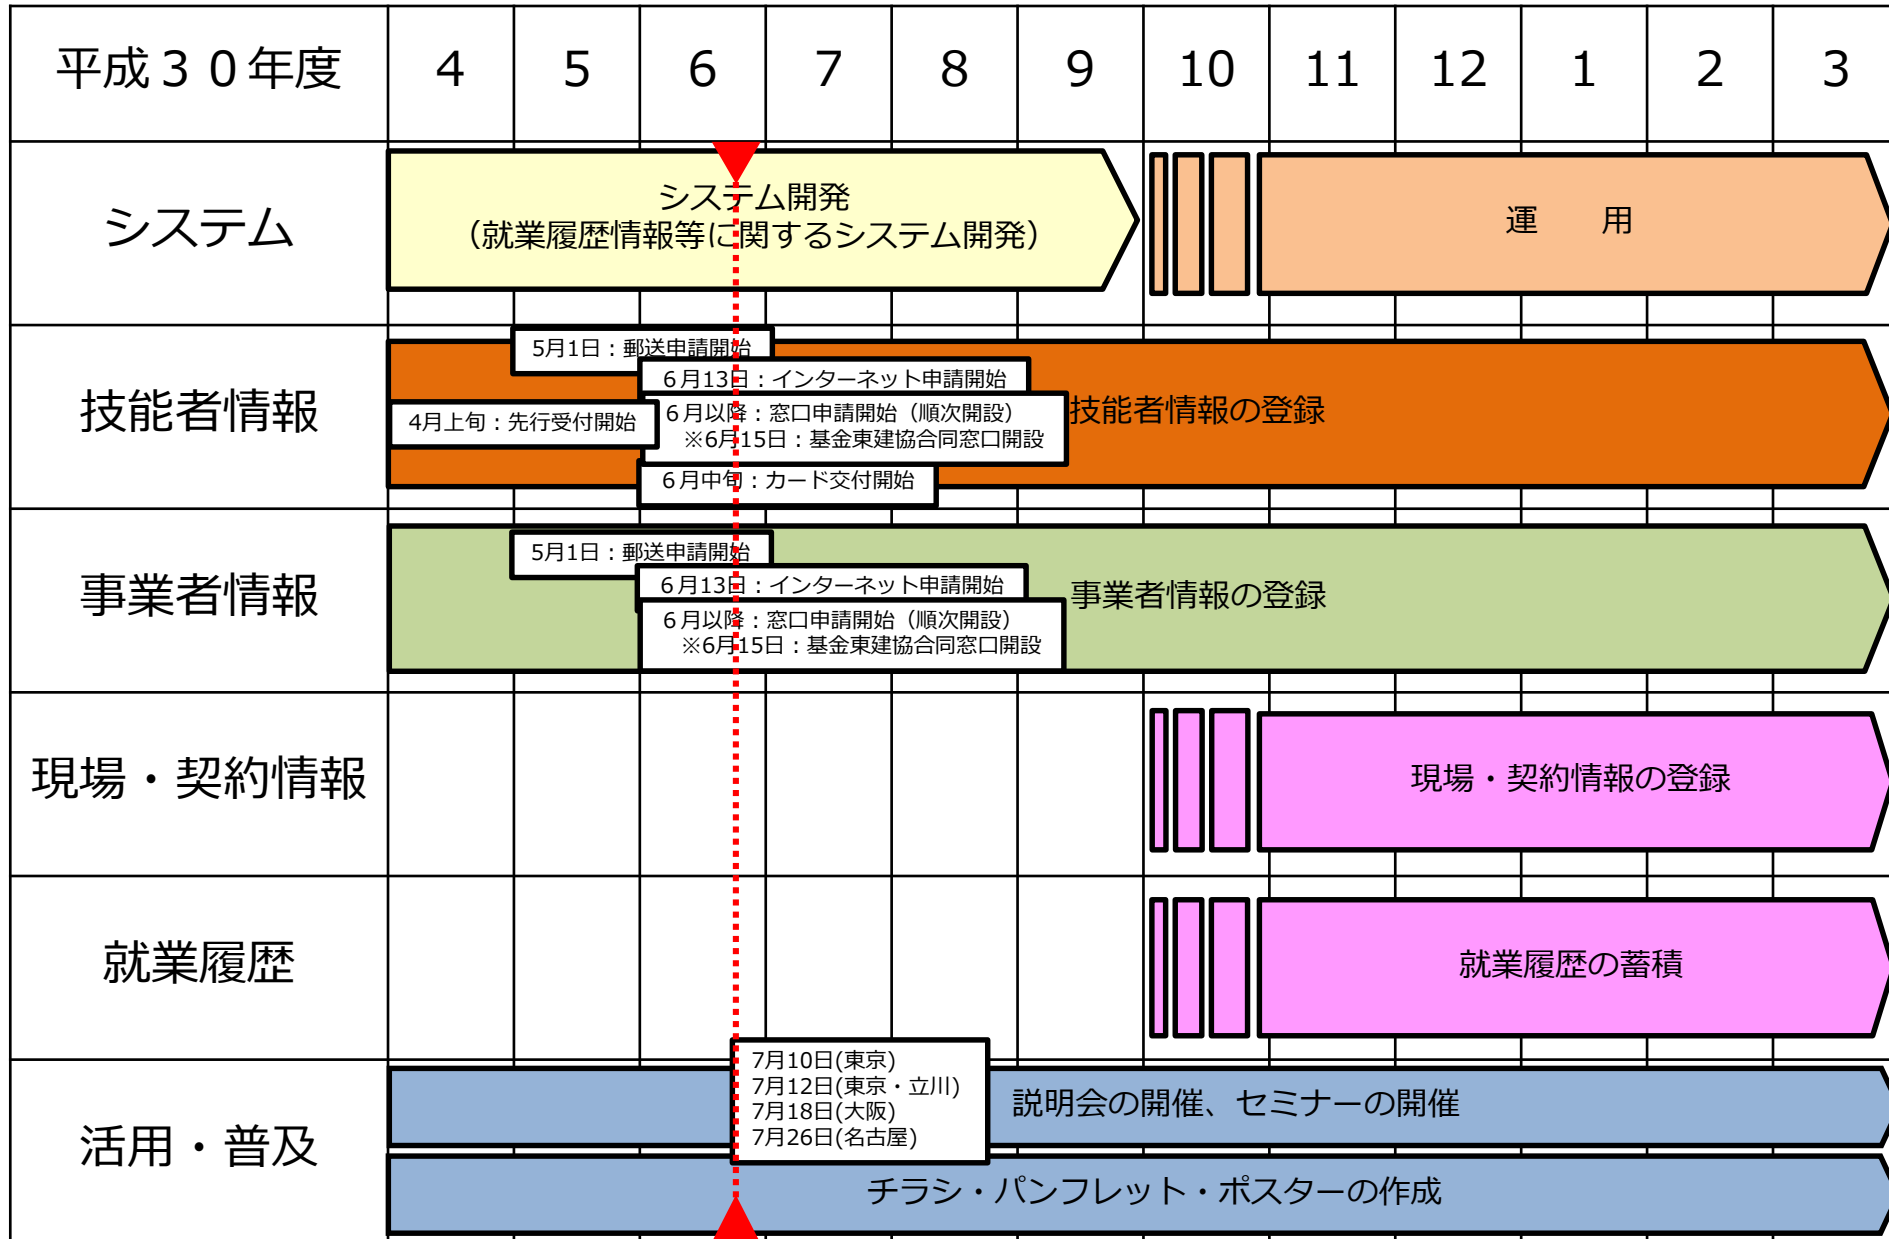 平成３０年度 4 5 6 7 8 9 10 11 12 1 2 3
システム
システム開発
（就業履歴情報等に関するシステム開発）
運　用
技能者情報
5月1日：郵送申請開始
６月13日：インターネット申請開始
4月上旬：先行受付開始
６月以降：窓口申請開始（順次開設）
※6月15日：基金東建協合同窓口開設
６月中旬：カード交付開始
技能者情報の登録
事業者情報
5月1日：郵送申請開始
６月13日：インターネット申請開始
６月以降：窓口申請開始（順次開設）
※6月15日：基金東建協合同窓口開設
事業者情報の登録
現場・契約情報
現場・契約情報の登録
就業履歴
就業履歴の蓄積
活用・普及
7月10日(東京)
7月12日(東京・立川)
7月18日(大阪)
7月26日(名古屋)
説明会の開催、セミナーの開催
チラシ・パンフレット・ポスターの作成